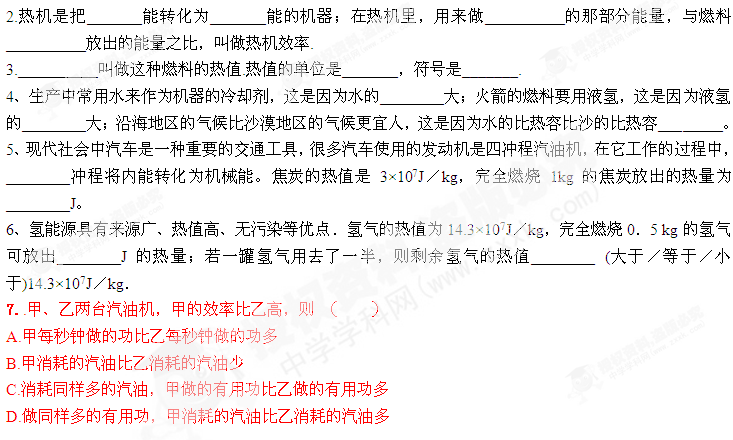 2.热机是把_______能转化为_______能的机器；在热机里，用来做__________的那部分能量，与燃料
__________放出的能量之比，叫做热机效率.
3.__________叫做这种燃料的热值.热值的单位是_______，符号是_______.
4、生产中常用水来作为机器的冷却剂，这是因为水的________大；火箭的燃料要用液氢，这是因为液氢
的________大；沿海地区的气候比沙漠地区的气候更宜人，这是因为水的比热容比沙的比热容________。
5、现代社会中汽车是一种重要的交通工具，很多汽车使用的发动机是四冲程汽油机，在它工作的过程中，
________冲程将内能转化为机械能。焦炭的热值是 3×10⁷J／kg，完全燃烧 1kg 的焦炭放出的热量为
________J。
6、氢能源具有来源广、热值高、无污染等优点．氢气的热值为 14.3×10⁷J／kg，完全燃烧 0．5 kg 的氢气
可放出________J 的热量；若一罐氢气用去了一半，则剩余氢气的热值________ (大于／等于／小
于)14.3×10⁷J／kg．
7. .甲、乙两台汽油机，甲的效率比乙高，则 （　　）
A.甲每秒钟做的功比乙每秒钟做的功多
B.甲消耗的汽油比乙消耗的汽油少
C.消耗同样多的汽油，甲做的有用功比乙做的有用功多
D.做同样多的有用功，甲消耗的汽油比乙消耗的汽油多
中学学科网